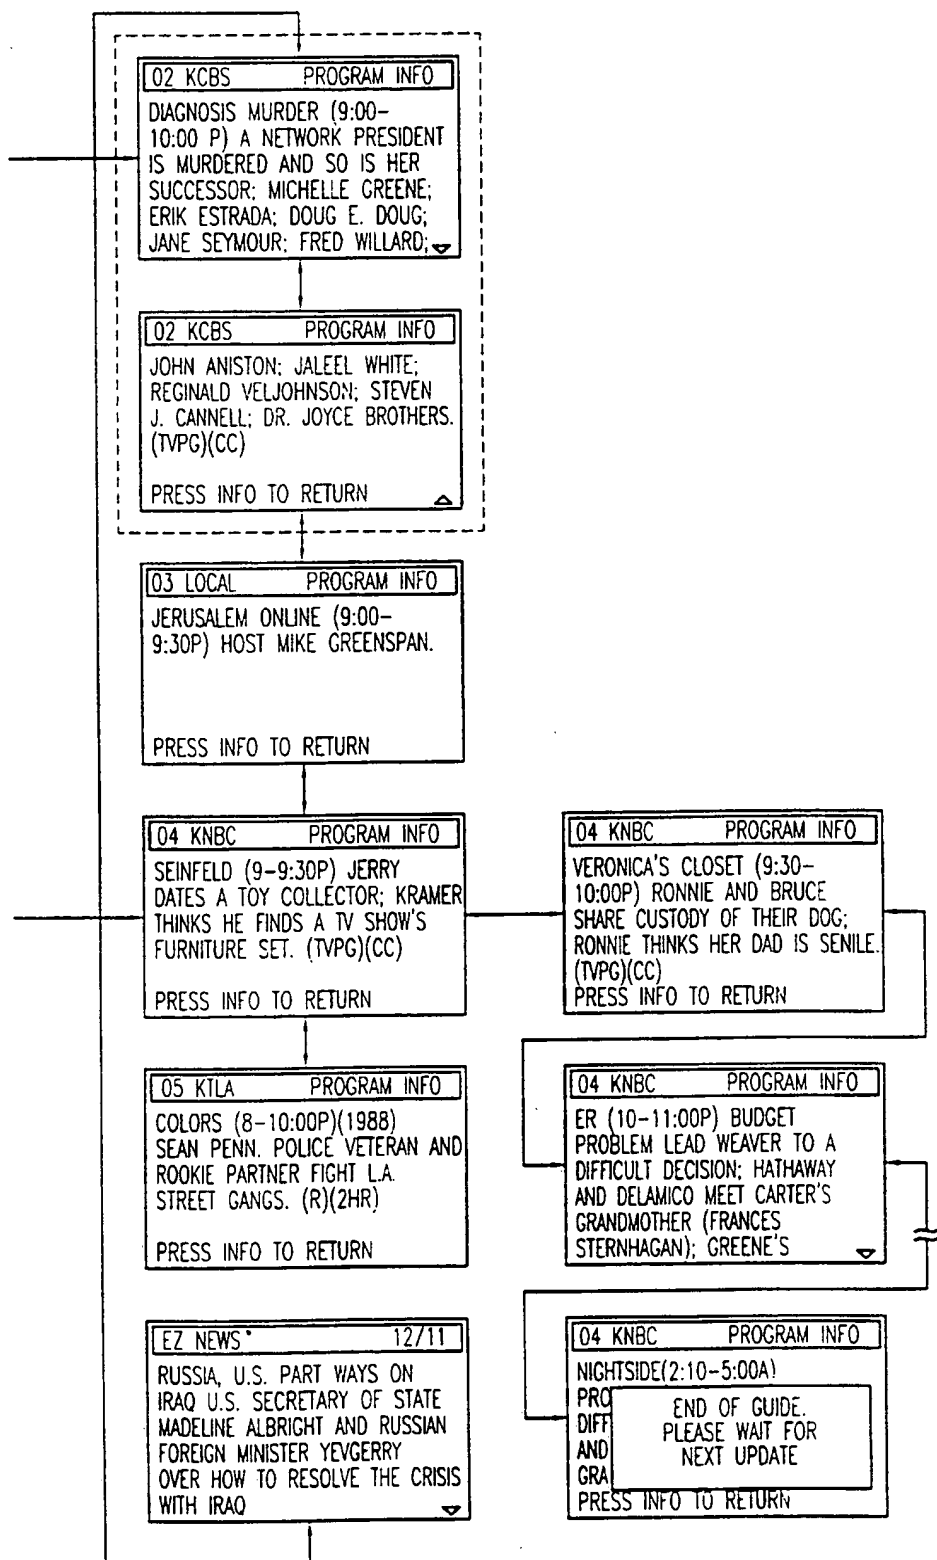 02 KCBS PROGRAM INFO
DIAGNOSIS MURDER (9:00-
10:00 P) A NETWORK PRESIDENT
IS MURDERED AND SO IS HER
SUCCESSOR; MICHELLE GREENE;
ERIK ESTRADA; DOUG E. DOUG;
JANE SEYMOUR; FRED WILLARD;
02 KCBS PROGRAM INFO
JOHN ANISTON; JALEEL WHITE;
REGINALD VELJOHNSON; STEVEN
J. CANNELL; DR. JOYCE BROTHERS.
(TVPG)(CC)
PRESS INFO TO RETURN
03 LOCAL PROGRAM INFO
JERUSALEM ONLINE (9:00-
9:30P) HOST MIKE GREENSPAN.
PRESS INFO TO RETURN
04 KNBC PROGRAM INFO
SEINFELD (9-9:30P) JERRY
DATES A TOY COLLECTOR; KRAMER
THINKS HE FINDS A TV SHOW'S
FURNITURE SET. (TVPG)(CC)
PRESS INFO TO RETURN
04 KNBC PROGRAM INFO
VERONICA'S CLOSET (9:30-
10:00P) RONNIE AND BRUCE
SHARE CUSTODY OF THEIR DOG;
RONNIE THINKS HER DAD IS SENILE.
(TVPG)(CC)
PRESS INFO TO RETURN
05 KTLA PROGRAM INFO
COLORS (8-10:00P)(1988)
SEAN PENN. POLICE VETERAN AND
ROOKIE PARTNER FIGHT L.A.
STREET GANGS. (R)(2HR)
PRESS INFO TO RETURN
04 KNBC PROGRAM INFO
ER (10-11:00P) BUDGET
PROBLEM LEAD WEAVER TO A
DIFFICULT DECISION; HATHAWAY
AND DELAMICO MEET CARTER'S
GRANDMOTHER (FRANCES
STERNHAGAN); GREENE'S
EZ NEWS 12/11
RUSSIA, U.S. PART WAYS ON
IRAQ U.S. SECRETARY OF STATE
MADELINE ALBRIGHT AND RUSSIAN
FOREIGN MINISTER YEVGERRY
OVER HOW TO RESOLVE THE CRISIS
WITH IRAQ
04 KNBC PROGRAM INFO
NIGHTSIDE(2:10-5:00A)
PRO
DIFF
AND
GRA
END OF GUIDE.
PLEASE WAIT FOR
NEXT UPDATE
PRESS INFO TO RETURN